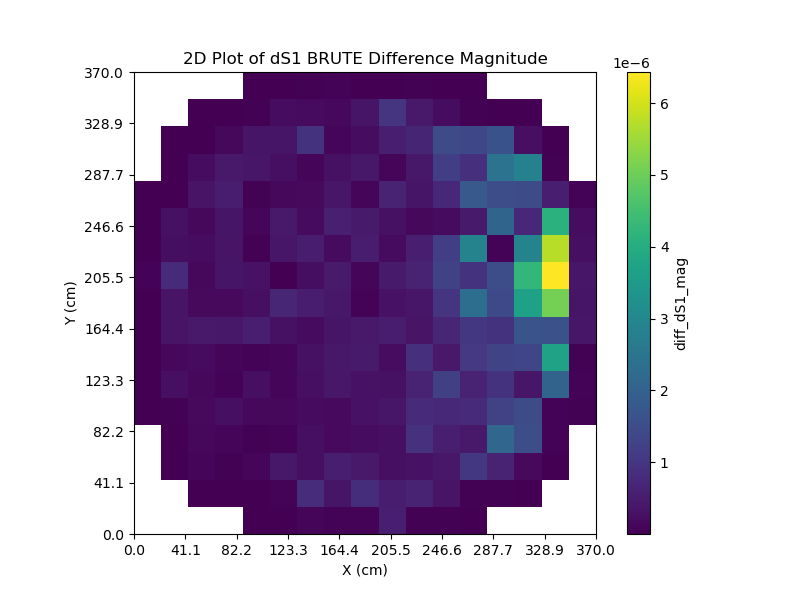 2D Plot of dS1 BRUTE Difference Magnitude
1e−6
370.0
328.9
287.7
246.6
205.5
164.4
123.3
82.2
41.1
0.0
Y (cm)
0.0 41.1 82.2 123.3 164.4 205.5 246.6 287.7 328.9 370.0
X (cm)
6
5
4
3
2
1
diff_dS1_mag